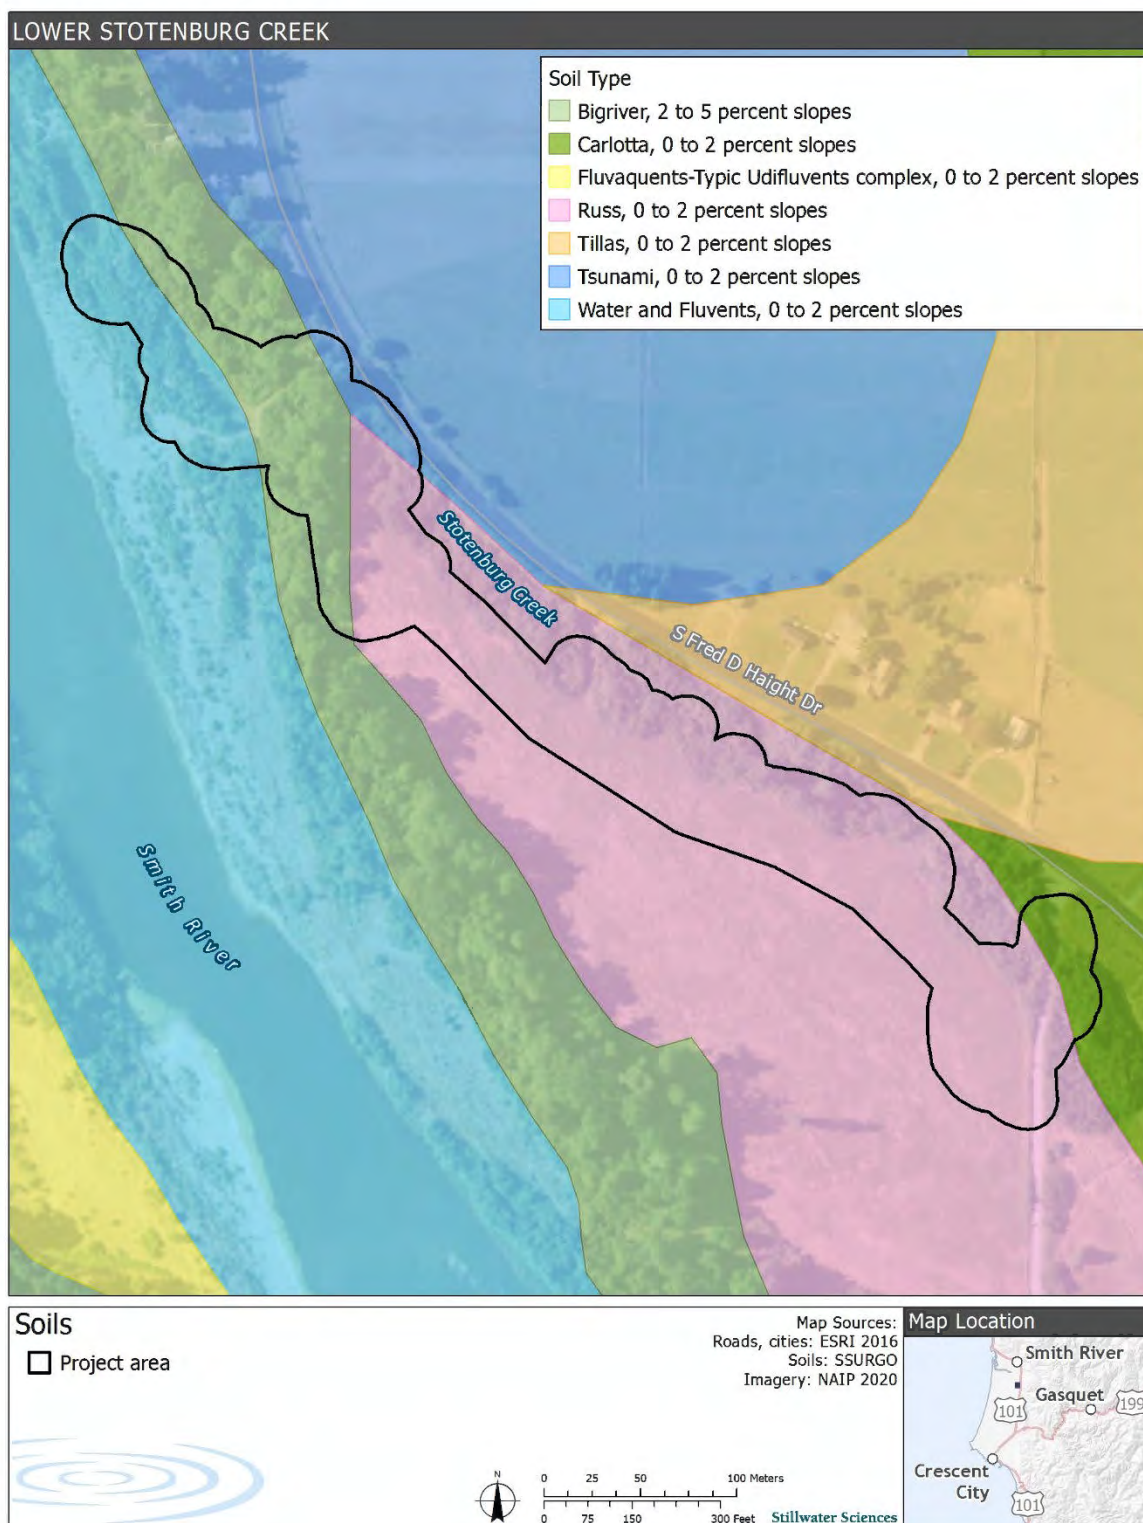 LOWER STOTENBURG CREEK
Soil Type
Bigriver, 2 to 5 percent slopes
Carlotta, 0 to 2 percent slopes
Fluvaquents-Typic Udifluvents complex, 0 to 2 percent slopes
Russ, 0 to 2 percent slopes
Tillas, 0 to 2 percent slopes
Tsunami, 0 to 2 percent slopes
Water and Fluvents, 0 to 2 percent slopes
Stotenburg Creek
S Fred D Haight Dr
Smith River
Soils
Project area
Map Sources:
Roads, cities: ESRI 2016
Soils: SSURGO
Imagery: NAIP 2020
N
0 25 50 100 Meters
0 75 150 300 Feet
Stillwater Sciences
Map Location
Smith River
Gasquet
199
101
Crescent
City
101